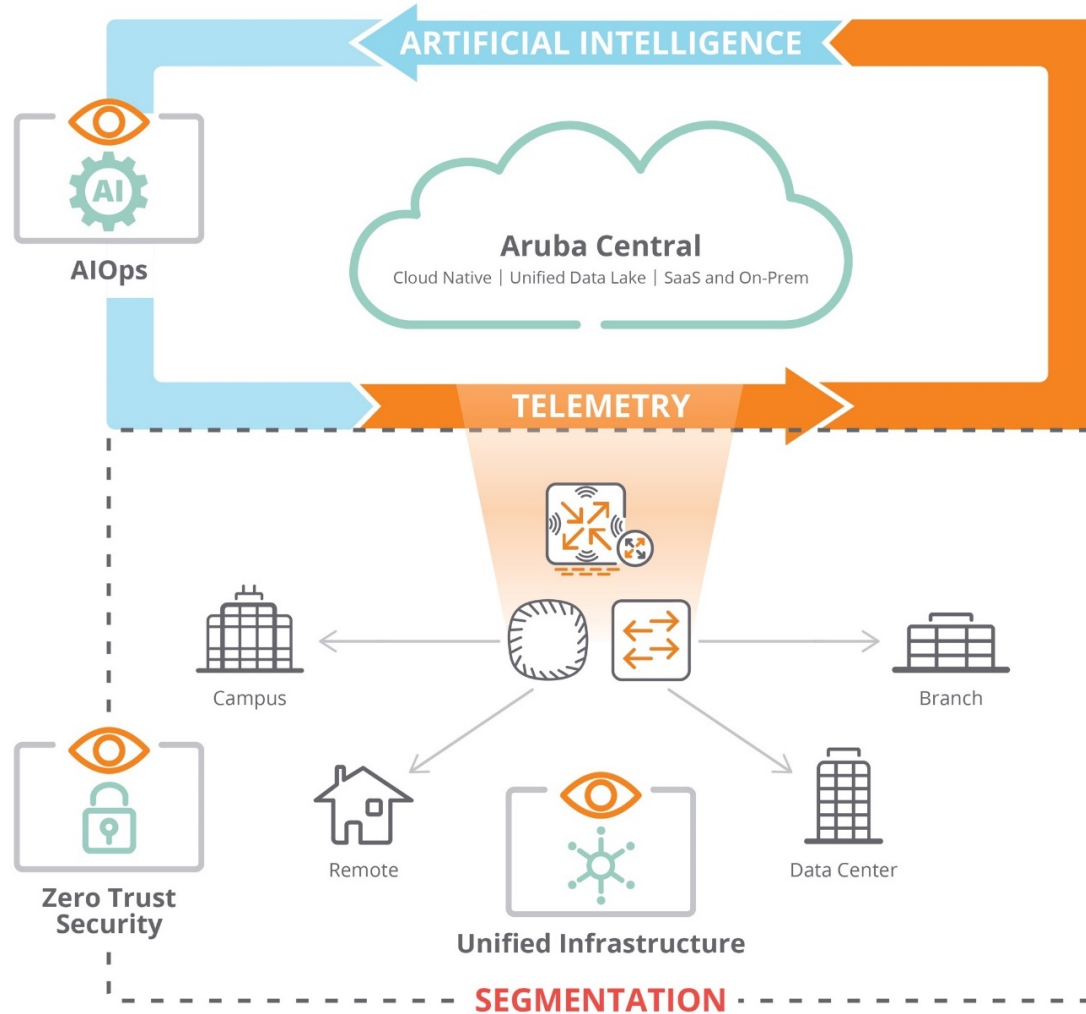 ARTIFICIAL INTELLIGENCE
AI
AIOps
Aruba Central
Cloud Native | Unified Data Lake | SaaS and On-Prem
TELEMETRY
Campus
Branch
Remote
Data Center
Zero Trust
Security
Unified Infrastructure
SEGMENTATION